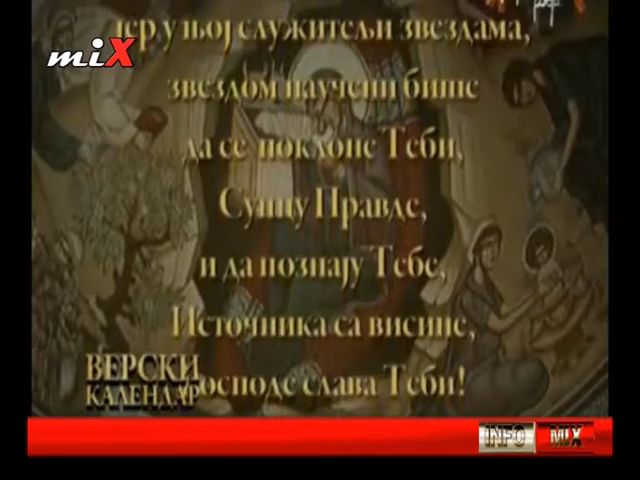 miX
јер у њој служитељи звездама,
звездом научени бише
да се поклоне Теби,
Сунцу Правде,
и да познају Тебе,
Источника са висине,
Господе слава Теби!
ВЕРСКИ
КАЛЕНДАР
INFO MIX